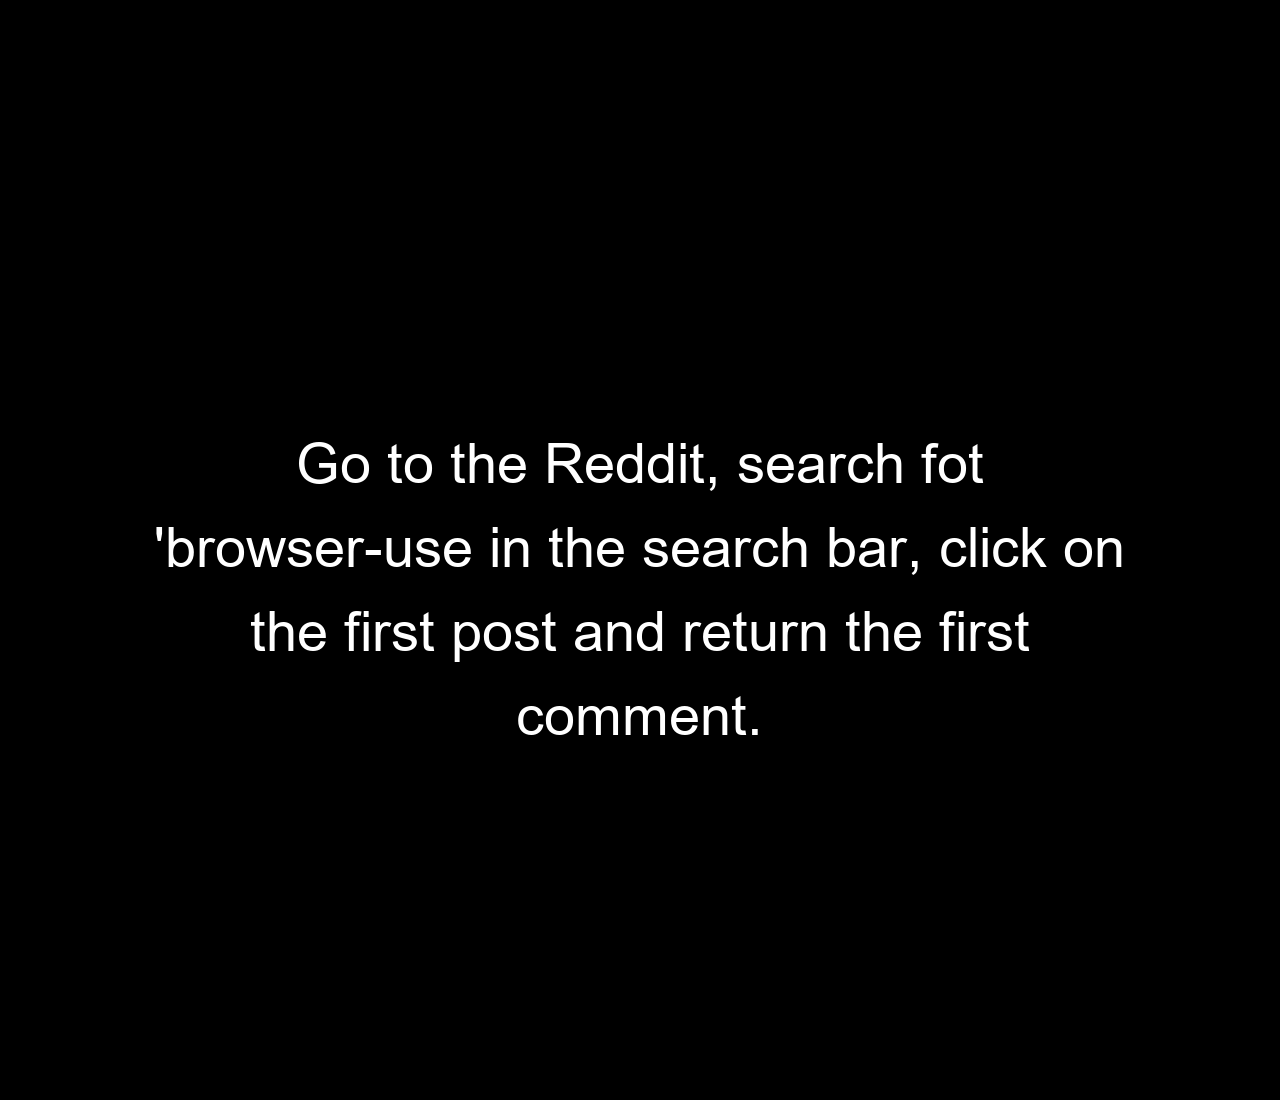 Go to the Reddit, search fot
'browser-use in the search bar, click on
the first post and return the first
comment.